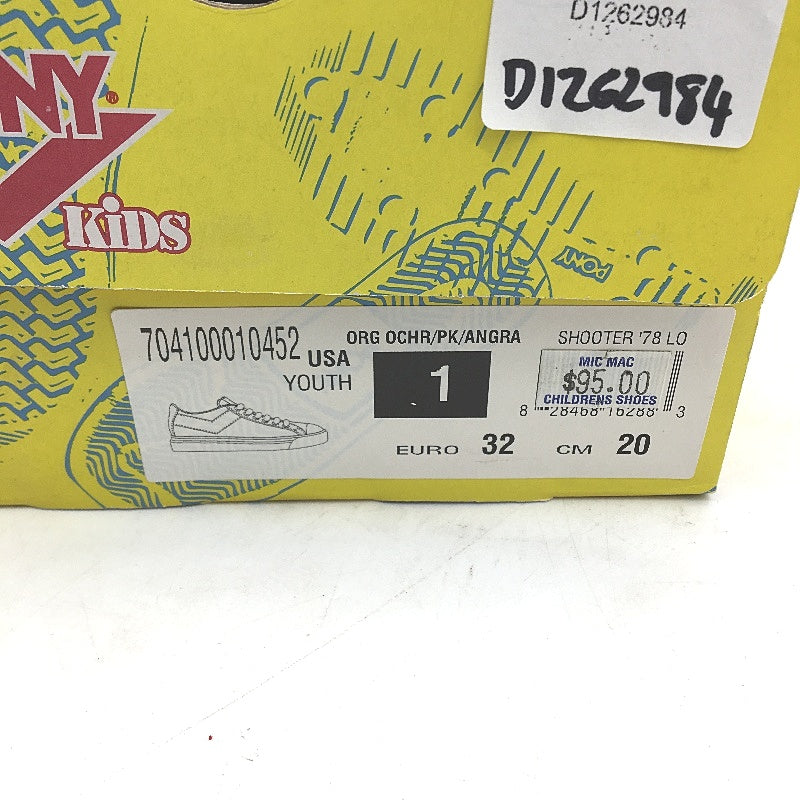 D1262984
D1262984
NY
®
KiDS
PONY
704100010452
ORG OCHR/PK/ANGRA
SHOOTER '78 LO
USA
YOUTH
1
MIC MAC
$95.00
CHILDRENS SHOES
8 28468 16288 3
EURO 32 CM 20